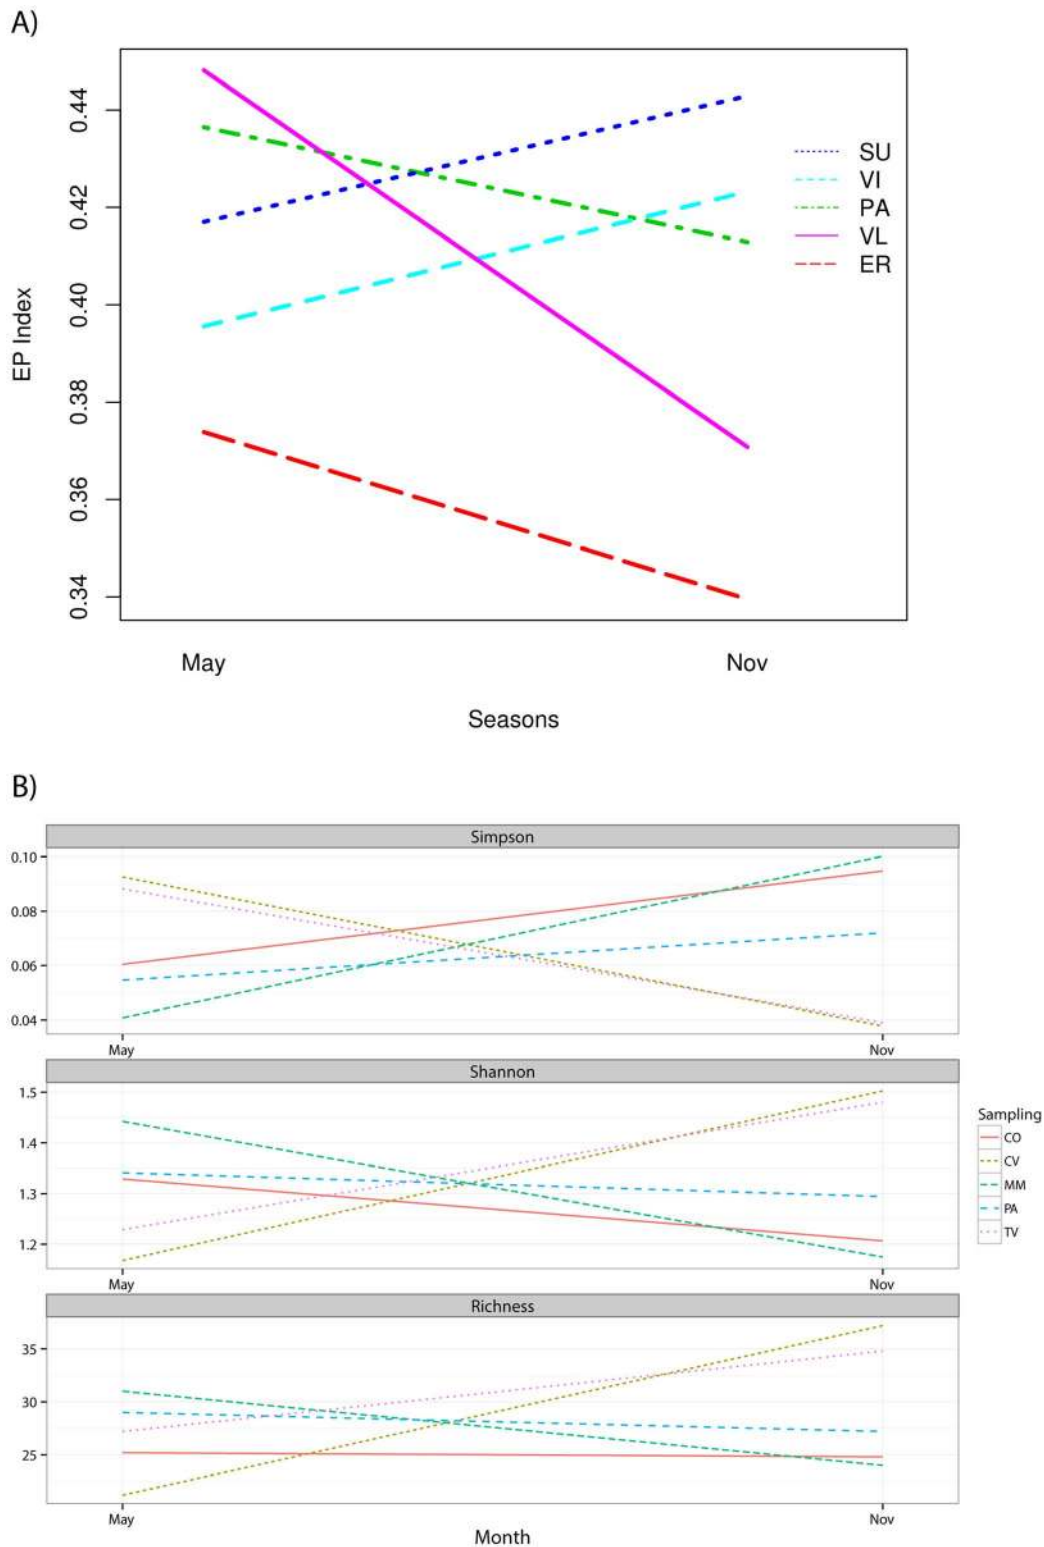 A)
0.44
0.42
0.40
0.38
0.36
0.34
EP Index
SU
VI
PA
VL
ER
May
Nov
Seasons
B)
Simpson
0.10
0.08
0.06
0.04
May
Nov
Shannon
1.5
1.4
1.3
1.2
May
Nov
Sampling
CO
CV
MM
PA
TV
Richness
35
30
25
May
Nov
Month